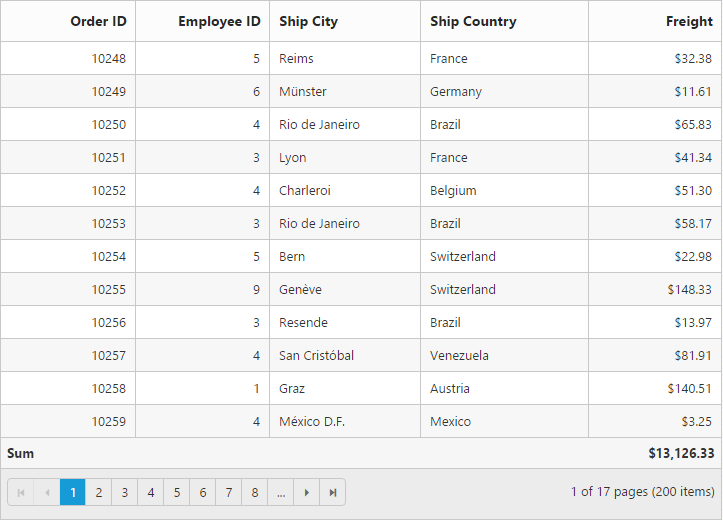 Order ID Employee ID Ship City Ship Country Freight
10248 5 Reims France $32.38
10249 6 Münster Germany $11.61
10250 4 Rio de Janeiro Brazil $65.83
10251 3 Lyon France $41.34
10252 4 Charleroi Belgium $51.30
10253 3 Rio de Janeiro Brazil $58.17
10254 5 Bern Switzerland $22.98
10255 9 Genève Switzerland $148.33
10256 3 Resende Brazil $13.97
10257 4 San Cristóbal Venezuela $81.91
10258 1 Graz Austria $140.51
10259 4 México D.F. Mexico $3.25
Sum $13,126.33
1 2 3 4 5 6 7 8 ... 1 of 17 pages (200 items)